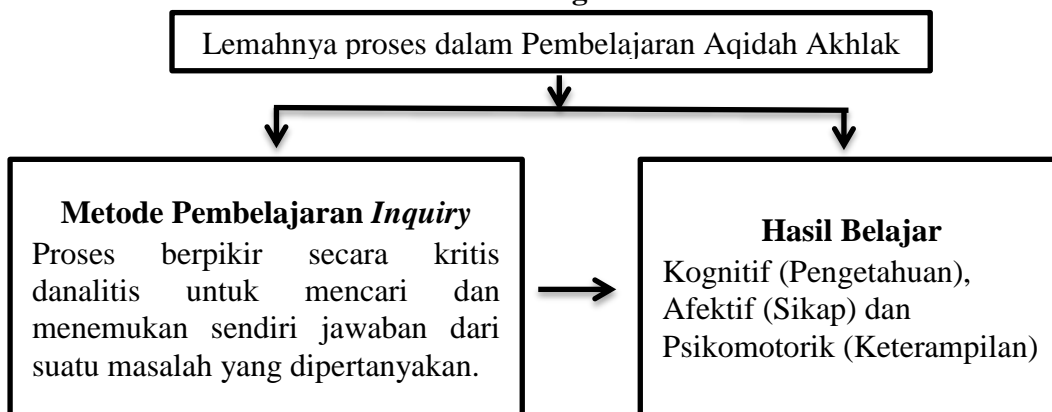 Lemahnya proses dalam Pembelajaran Aqidah Akhlak
Metode Pembelajaran Inquiry
Proses berpikir secara kritis
danalitis untuk mencari dan
menemukan sendiri jawaban dari
suatu masalah yang dipertanyakan.
Hasil Belajar
Kognitif (Pengetahuan),
Afektif (Sikap) dan
Psikomotorik (Keterampilan)